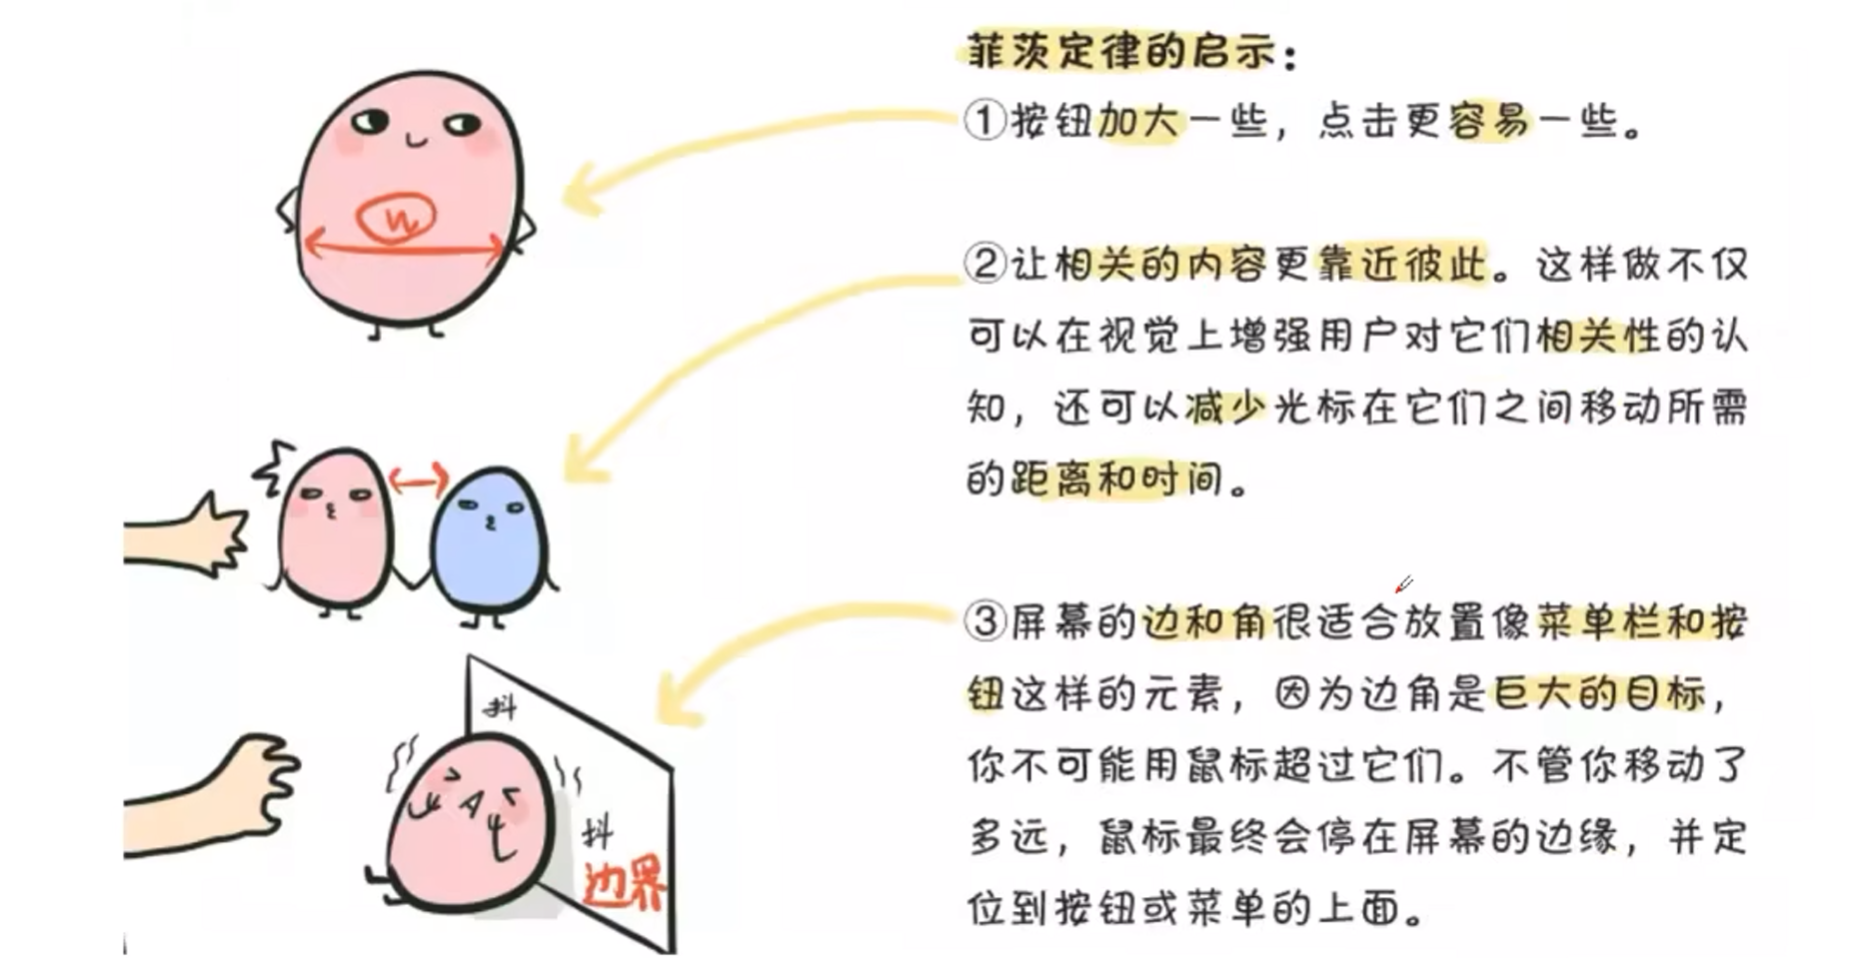 菲茨定律的启示：
①按钮加大一些，点击更容易一些。
W
②让相关的内容更靠近彼此。这样做不仅
可以在视觉上增强用户对它们相关性的认
知，还可以减少光标在它们之间移动所需
的距离和时间。
③屏幕的边和角很适合放置像菜单栏和按
钮这样的元素，因为边角是巨大的目标，
你不可能用鼠标超过它们。不管你移动了
多远，鼠标最终会停在屏幕的边缘，并定
位到按钮或菜单的上面。
抖
抖
边界